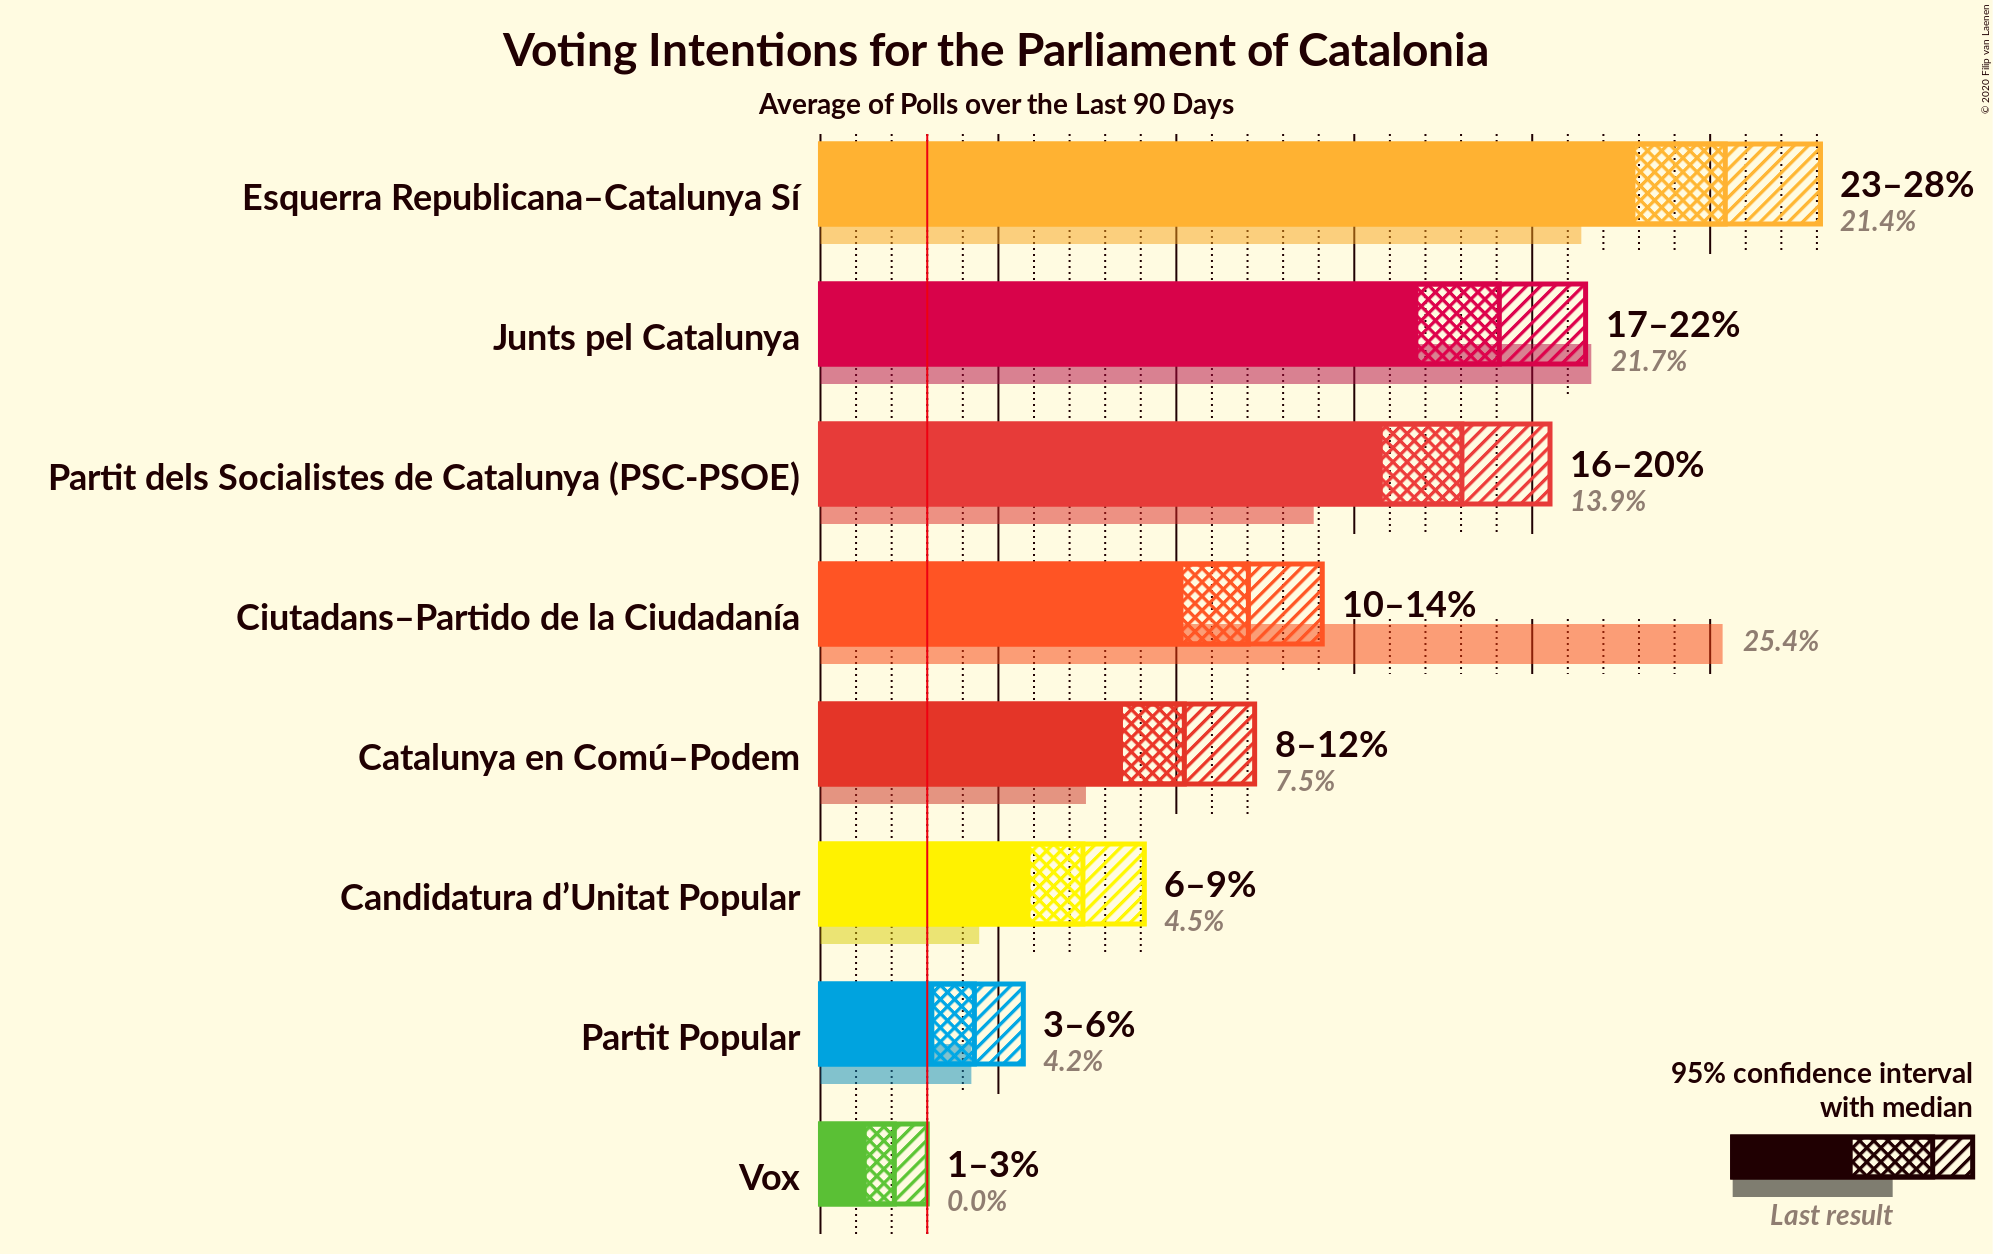 Voting Intentions for the Parliament of Catalonia
Average of Polls over the Last 90 Days
© 2020 Filip van Laenen
Esquerra Republicana–Catalunya Sí
23–28%
21.4%
Junts pel Catalunya
17–22%
21.7%
Partit dels Socialistes de Catalunya (PSC-PSOE)
16–20%
13.9%
Ciutadans–Partido de la Ciudadanía
10–14%
25.4%
Catalunya en Comú–Podem
8–12%
7.5%
Candidatura d’Unitat Popular
6–9%
4.5%
Partit Popular
3–6%
4.2%
Vox
1–3%
0.0%
95% confidence interval
with median
Last result